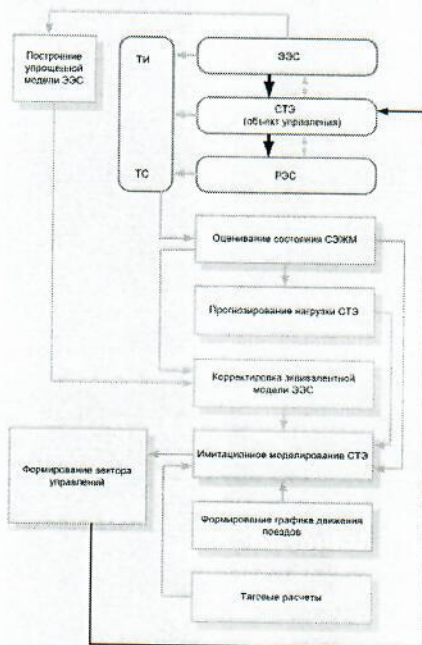 Построение
упрощенной
модели ЭЭС
ТИ
ТС
ЭЭС
СТЭ
(объект управления)
РЭС
Оценивание состояния СЭЖМ
Прогнозирование нагрузки СТЭ
Корректировка эквивалентной
модели ЭЭС
Имитационное моделирование СТЭ
Формирование вектора
управлений
Формирование графика движения
поездов
Тяговые расчеты